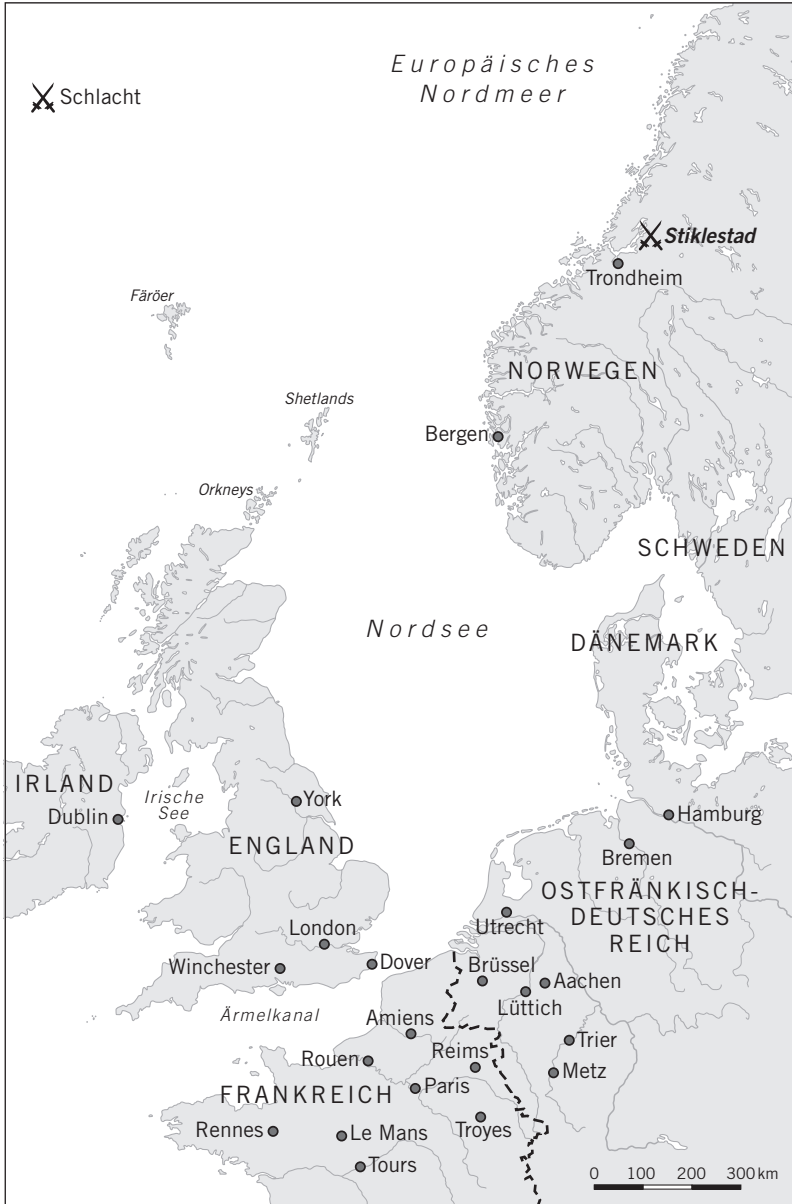 Europäisches
Nordmeer
Schlacht
Stiklestad
Trondheim
Färöer
NORWEGEN
Shetlands
Bergen
Orkneys
SCHWEDEN
Nordsee
DÄNEMARK
IRLAND
Irische
See
York
Dublin
Hamburg
ENGLAND
Bremen
OSTFRÄNKISCH-
DEUTSCHES
REICH
Utrecht
London
Winchester
Dover
Brüssel
Aachen
Lüttich
Ärmelkanal
Amiens
Trier
Rouen
Reims
Metz
FRANKREICH
Paris
Rennes
Le Mans
Troyes
Tours
0 100 200 300 km